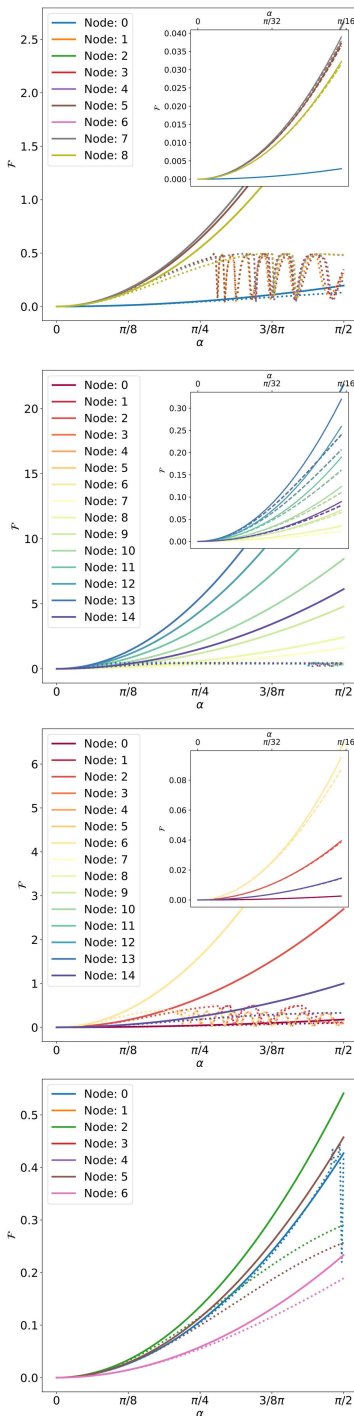 α
0 π/32 π/16
2.5
2.0
1.5
1.0
0.5
0.0
ℱ
Node: 0
Node: 1
Node: 2
Node: 3
Node: 4
Node: 5
Node: 6
Node: 7
Node: 8
0.040
0.035
0.030
0.025
0.020
0.015
0.010
0.005
0.000
ℱ
0 π/8 π/4 3/8π π/2
α
α
0 π/32 π/16
20
15
10
5
0
ℱ
Node: 0
Node: 1
Node: 2
Node: 3
Node: 4
Node: 5
Node: 6
Node: 7
Node: 8
Node: 9
Node: 10
Node: 11
Node: 12
Node: 13
Node: 14
0.30
0.25
0.20
0.15
0.10
0.05
0.00
ℱ
0 π/8 π/4 3/8π π/2
α
α
0 π/32 π/16
6
5
4
3
2
1
0
ℱ
Node: 0
Node: 1
Node: 2
Node: 3
Node: 4
Node: 5
Node: 6
Node: 7
Node: 8
Node: 9
Node: 10
Node: 11
Node: 12
Node: 13
Node: 14
0.08
0.06
0.04
0.02
0.00
ℱ
0 π/8 π/4 3/8π π/2
α
0.5
0.4
0.3
0.2
0.1
0.0
ℱ
Node: 0
Node: 1
Node: 2
Node: 3
Node: 4
Node: 5
Node: 6
0 π/8 π/4 3/8π π/2
α